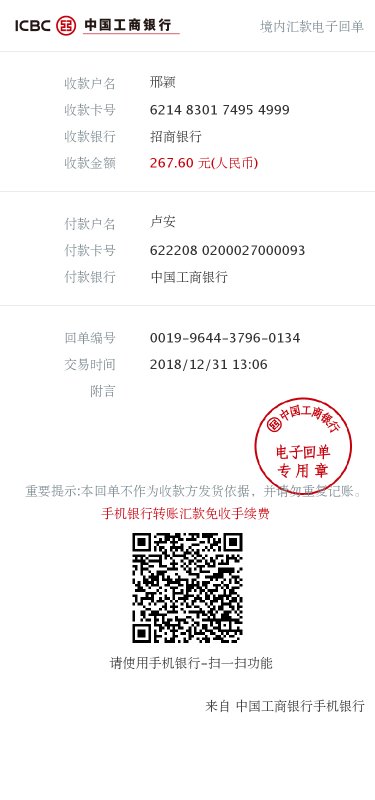 ICBC 中国工商银行 境内汇款电子回单
收款户名 邢颖
收款卡号 6214 8301 7495 4999
收款银行 招商银行
收款金额 267.60 元(人民币)
付款户名 卢安
付款卡号 622208 0200027000093
付款银行 中国工商银行
回单编号 0019-9644-3796-0134
交易时间 2018/12/31 13:06
附言
中国工商银行
电子回单
专用章
重要提示:本回单不作为收款方发货依据，并请勿重复记账。
手机银行转账汇款免收手续费
请使用手机银行-扫一扫功能
来自 中国工商银行手机银行